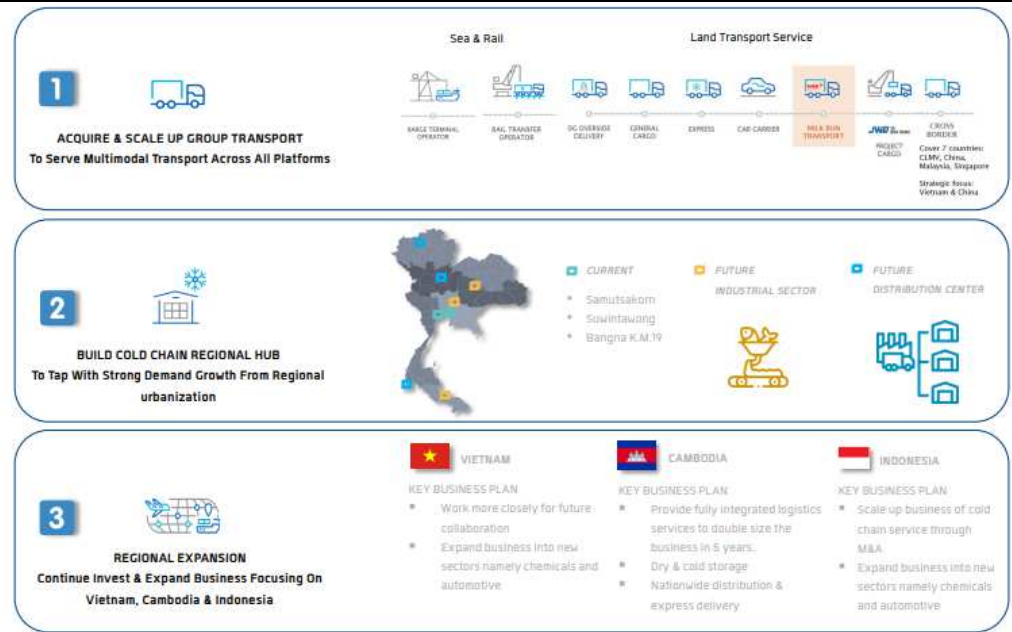 1
ACQUIRE & SCALE UP GROUP TRANSPORT
To Serve Multimodal Transport Across All Platforms
Sea & Rail
Land Transport Service
BARGE TERMINAL
OPERATOR
RAIL TRANSFER
OPERATOR
DG OVERSIDE
DELIVERY
GENERAL
CARGO
EXPRESS
CAR CARRIER
MILK RUN
TRANSPORT
JWD
PROJECT
CARGO
CROSS
BORDER
Cover 7 countries:
CLMV, China,
Malaysia, Singapore
Strategic focus:
Vietnam & China
2
BUILD COLD CHAIN REGIONAL HUB
To Tap With Strong Demand Growth From Regional
urbanization
CURRENT
Samutsakorn
Suwintawong
Bangna K.M.19
FUTURE
INDUSTRIAL SECTOR
FUTURE
DISTRIBUTION CENTER
3
REGIONAL EXPANSION
Continue Invest & Expand Business Focusing On
Vietnam, Cambodia & Indonesia
VIETNAM
KEY BUSINESS PLAN
Work more closely for future
collaboration
Expand business into new
sectors namely chemicals and
automotive
CAMBODIA
KEY BUSINESS PLAN
Provide fully integrated logistics
services to double size the
business in 5 years.
Dry & cold storage
Nationwide distribution &
express delivery
INDONESIA
KEY BUSINESS PLAN
Scale up business of cold
chain service through
M&A
Expand business into new
sectors namely chemicals
and automotive